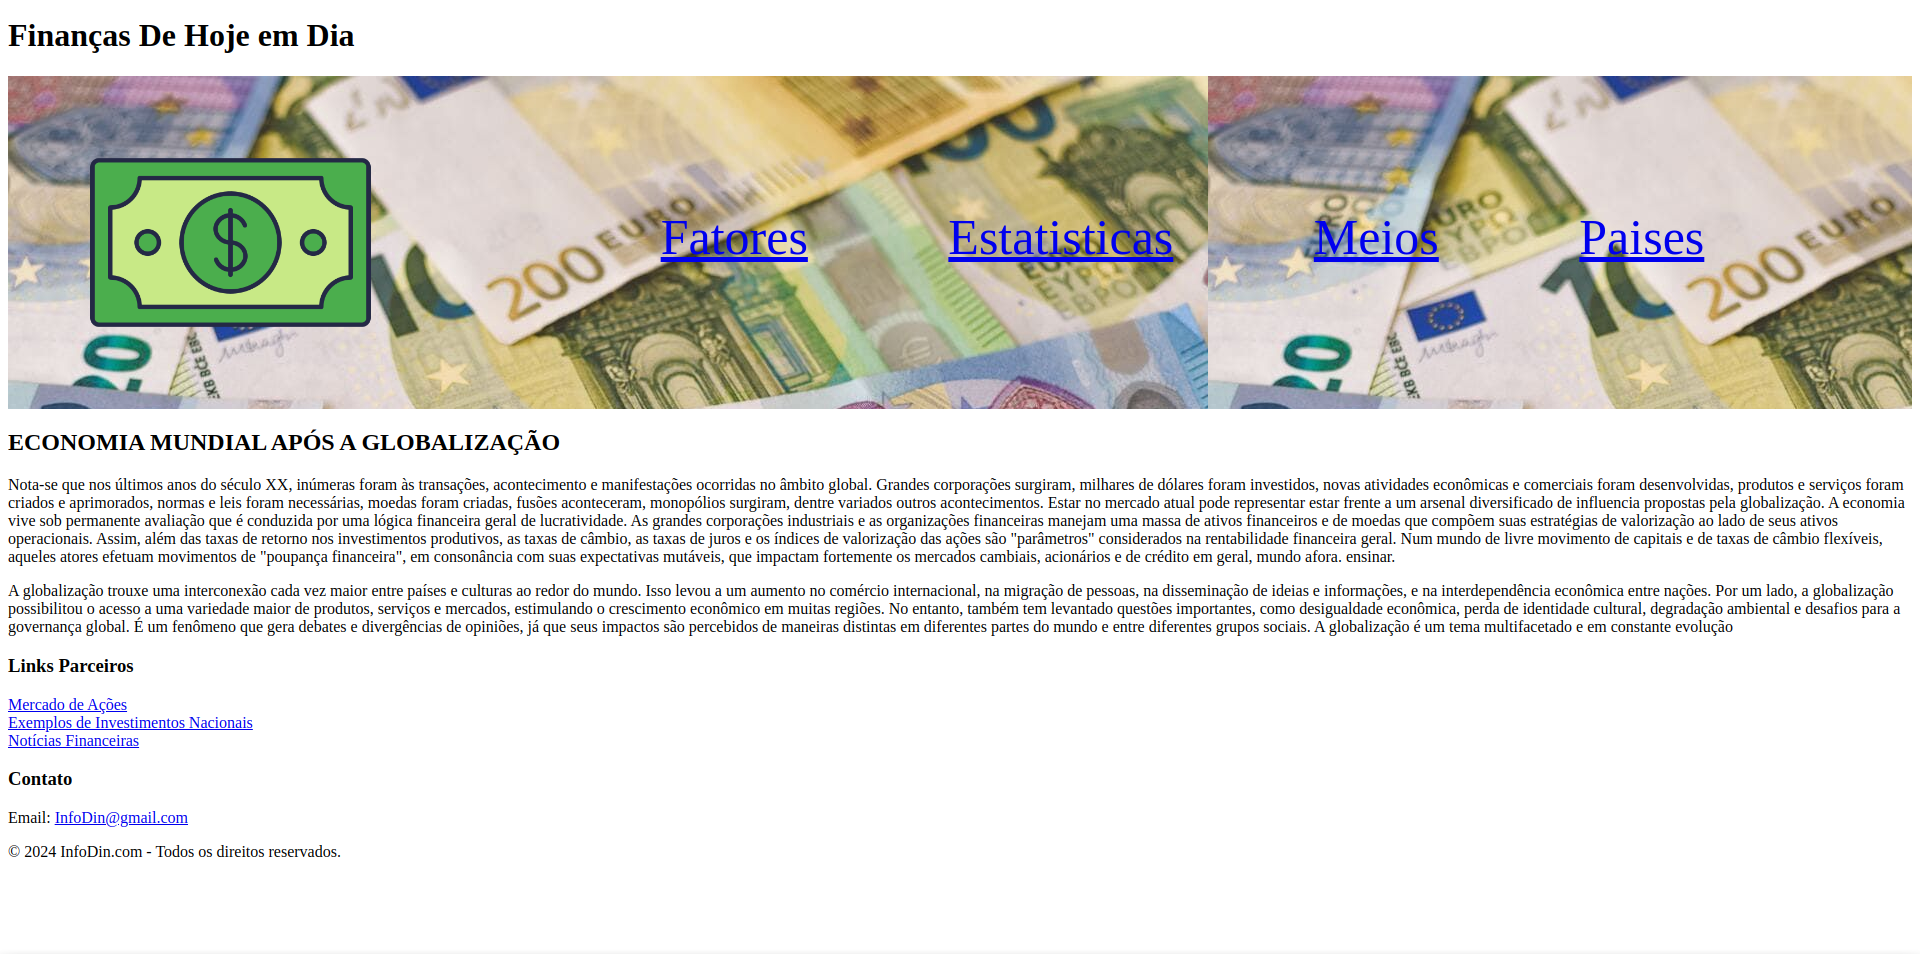 Finanças De Hoje em Dia
200 EURO
Fatores
Estatisticas
Meios
Paises
200 EURO
ECONOMIA MUNDIAL APÓS A GLOBALIZAÇÃO
Nota-se que nos últimos anos do século XX, inúmeras foram às transações, acontecimento e manifestações ocorridas no âmbito global. Grandes corporações surgiram, milhares de dólares foram investidos, novas atividades econômicas e comerciais foram desenvolvidas, produtos e serviços foram
criados e aprimorados, normas e leis foram necessárias, moedas foram criadas, fusões aconteceram, monopólios surgiram, dentre variados outros acontecimentos. Estar no mercado atual pode representar estar frente a um arsenal diversificado de influencia propostas pela globalização. A economia
vive sob permanente avaliação que é conduzida por uma lógica financeira geral de lucratividade. As grandes corporações industriais e as organizações financeiras manejam uma massa de ativos financeiros e de moedas que compõem suas estratégias de valorização ao lado de seus ativos
operacionais. Assim, além das taxas de retorno nos investimentos produtivos, as taxas de câmbio, as taxas de juros e os índices de valorização das ações são "parâmetros" considerados na rentabilidade financeira geral. Num mundo de livre movimento de capitais e de taxas de câmbio flexíveis,
aqueles atores efetuam movimentos de "poupança financeira", em consonância com suas expectativas mutáveis, que impactam fortemente os mercados cambiais, acionários e de crédito em geral, mundo afora. ensinar.
A globalização trouxe uma interconexão cada vez maior entre países e culturas ao redor do mundo. Isso levou a um aumento no comércio internacional, na migração de pessoas, na disseminação de ideias e informações, e na interdependência econômica entre nações. Por um lado, a globalização
possibilitou o acesso a uma variedade maior de produtos, serviços e mercados, estimulando o crescimento econômico em muitas regiões. No entanto, também tem levantado questões importantes, como desigualdade econômica, perda de identidade cultural, degradação ambiental e desafios para a
governança global. É um fenômeno que gera debates e divergências de opiniões, já que seus impactos são percebidos de maneiras distintas em diferentes partes do mundo e entre diferentes grupos sociais. A globalização é um tema multifacetado e em constante evolução
Links Parceiros
Mercado de Ações
Exemplos de Investimentos Nacionais
Notícias Financeiras
Contato
Email: InfoDin@gmail.com
© 2024 InfoDin.com - Todos os direitos reservados.